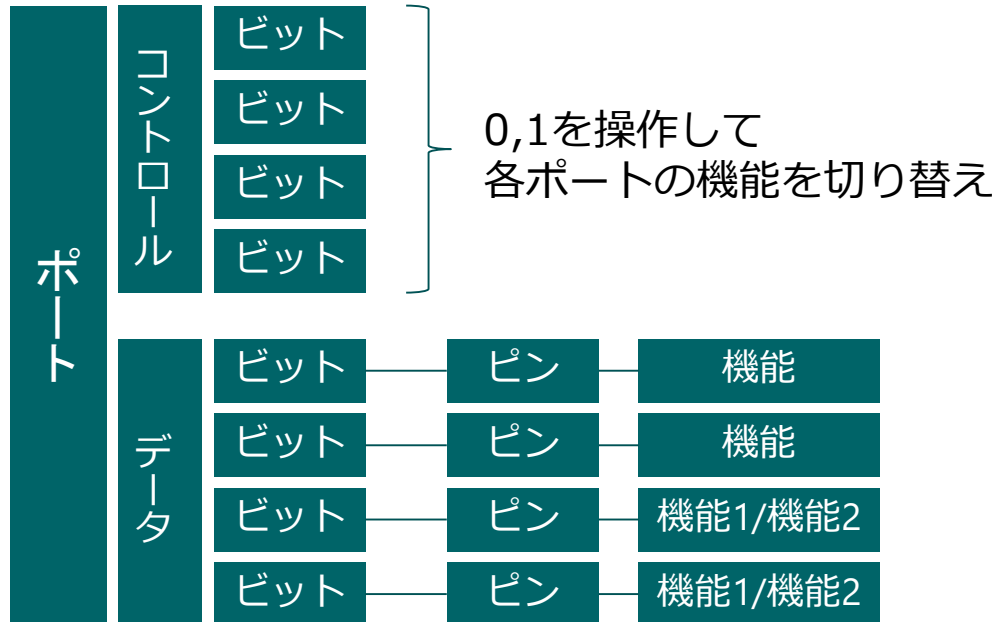 ポート
コントロール
ビット
ビット
ビット
ビット
0,1を操作して
各ポートの機能を切り替え
データ
ビット
ピン
機能
ビット
ピン
機能
ビット
ピン
機能1/機能2
ビット
ピン
機能1/機能2